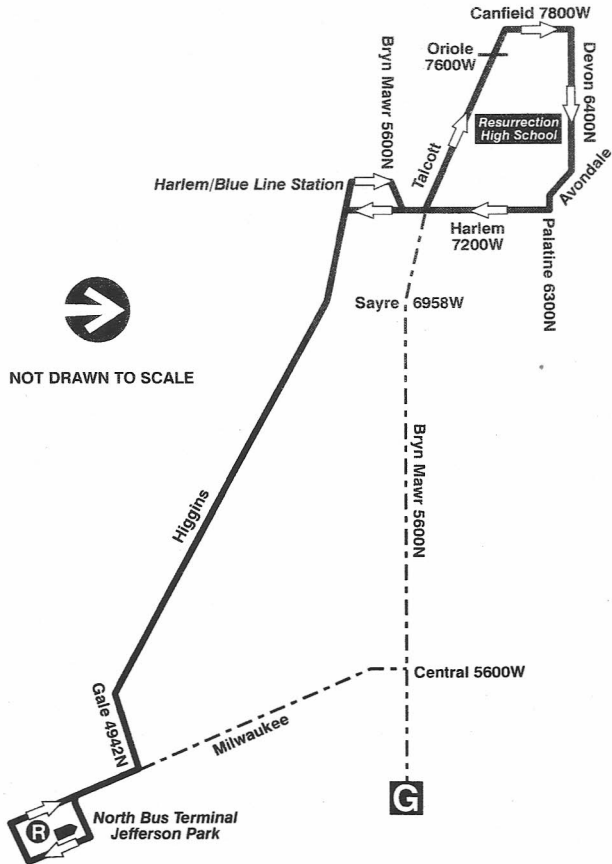 Canfield 7800W
Oriole
7600W
Bryn Mawr 5600N
Devon 6400N
Resurrection
High School
Talcott
Avondale
Harlem/Blue Line Station
Harlem
7200W
Palatine 6300N
Sayre 6958W
NOT DRAWN TO SCALE
Bryn Mawr 5600N
Higgins
Central 5600W
Gale 4942N
Milwaukee
G
R
North Bus Terminal
Jefferson Park